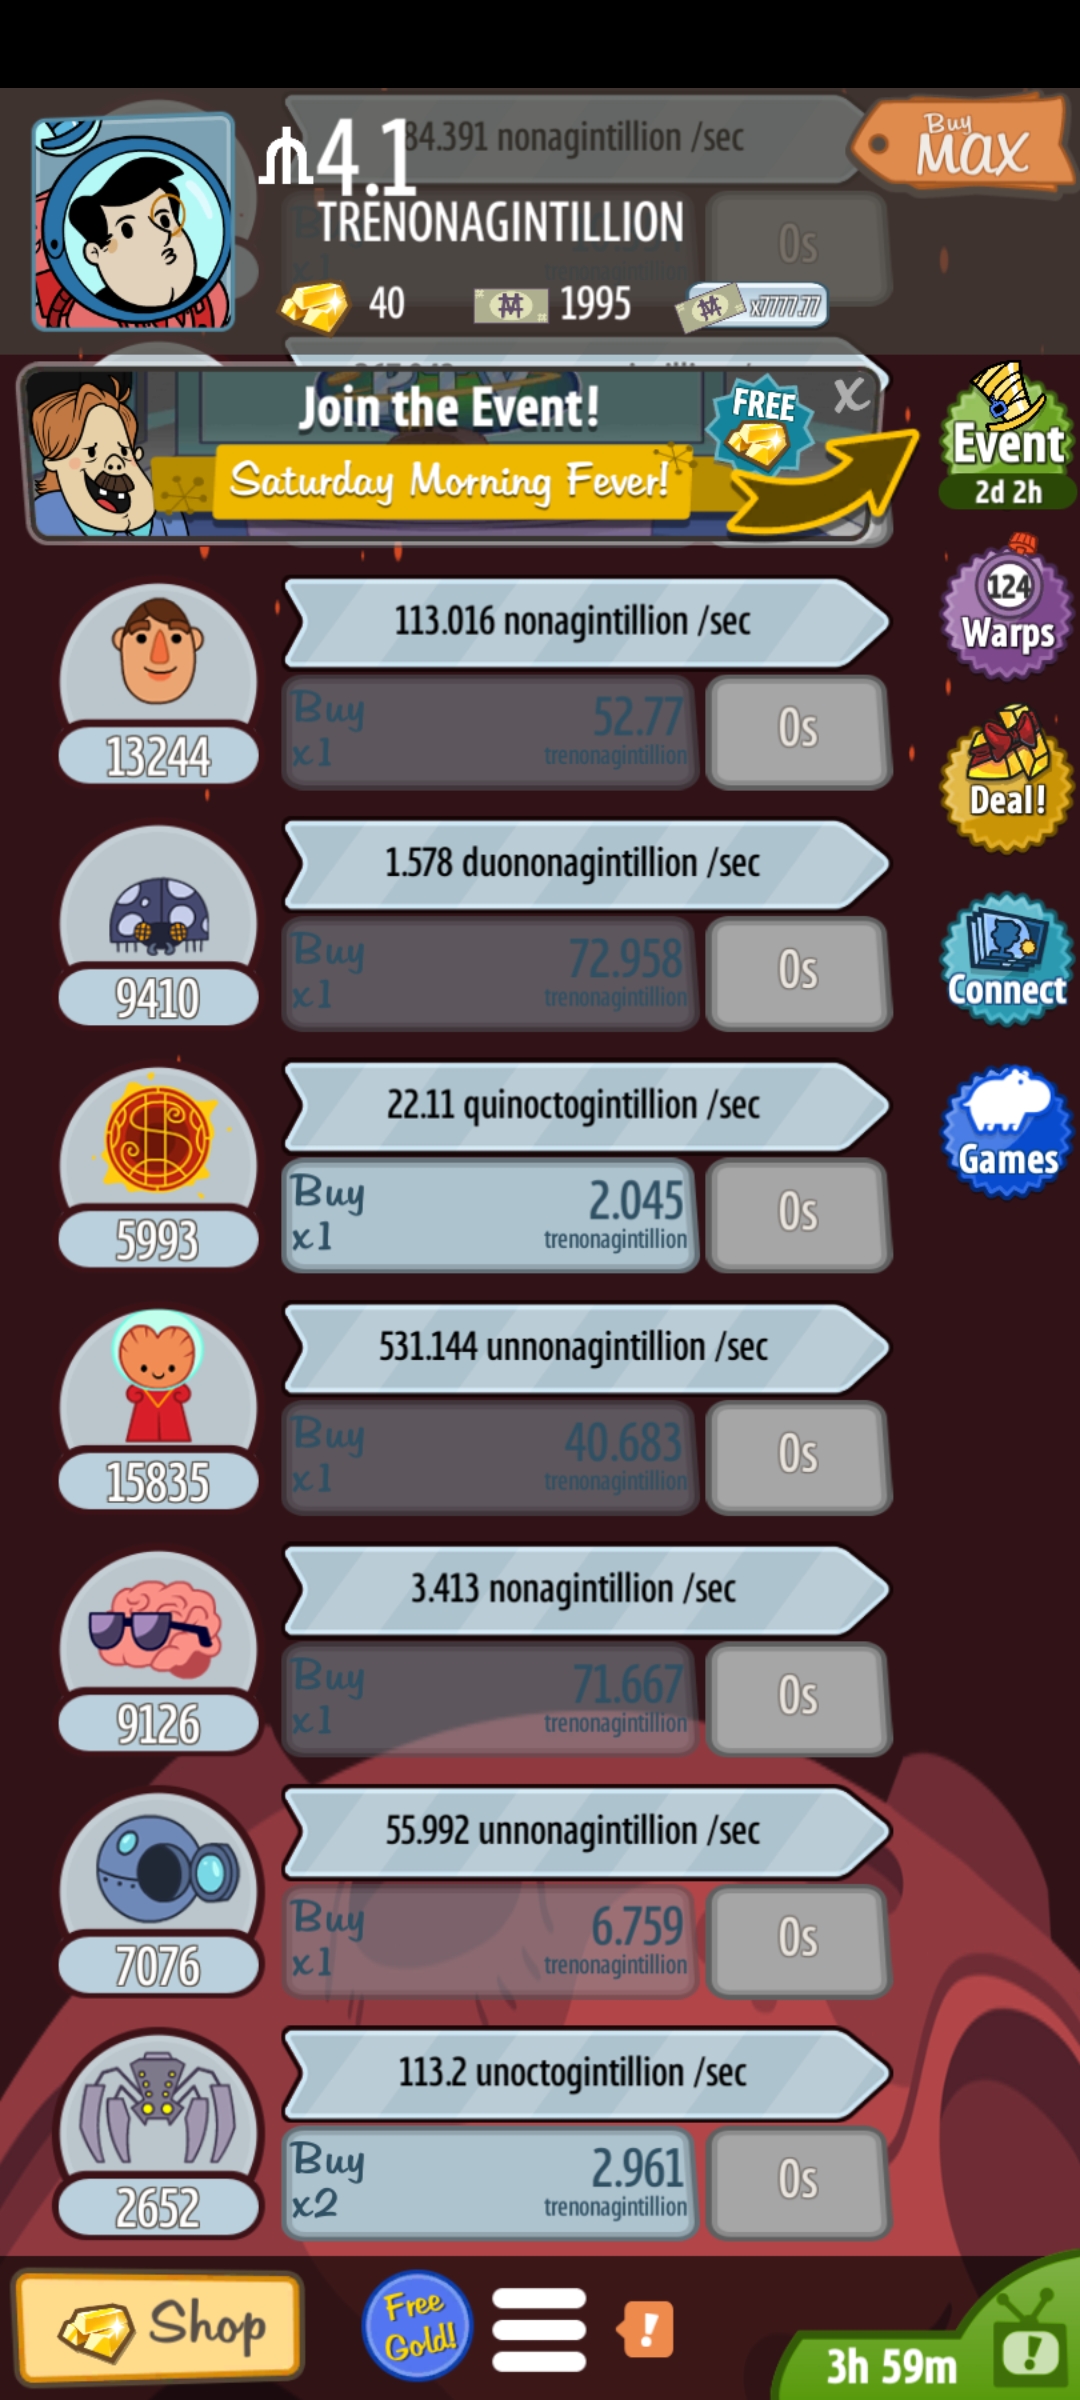 84.391 nonagintillion /sec
4.1
TRENONAGINTILLION
Buy
MAX
0s
x1
trenonagintillion
40
1995
x7777.77
Join the Event!
FREE
X
Saturday Morning Fever!
Event
2d 2h
124
Warps
Deal!
Connect
Games
113.016 nonagintillion /sec
Buy
x1
52.77
trenonagintillion
0s
13244
1.578 duononagintillion /sec
Buy
x1
72.958
trenonagintillion
0s
9410
22.11 quinoctogintillion /sec
Buy
x1
2.045
trenonagintillion
0s
5993
531.144 unnonagintillion /sec
Buy
x1
40.683
trenonagintillion
0s
15835
3.413 nonagintillion /sec
Buy
x1
71.667
trenonagintillion
0s
9126
55.992 unnonagintillion /sec
Buy
x1
6.759
trenonagintillion
0s
7076
113.2 unoctogintillion /sec
Buy
x2
2.961
trenonagintillion
0s
2652
Shop
Free
Gold!
!
3h 59m
!